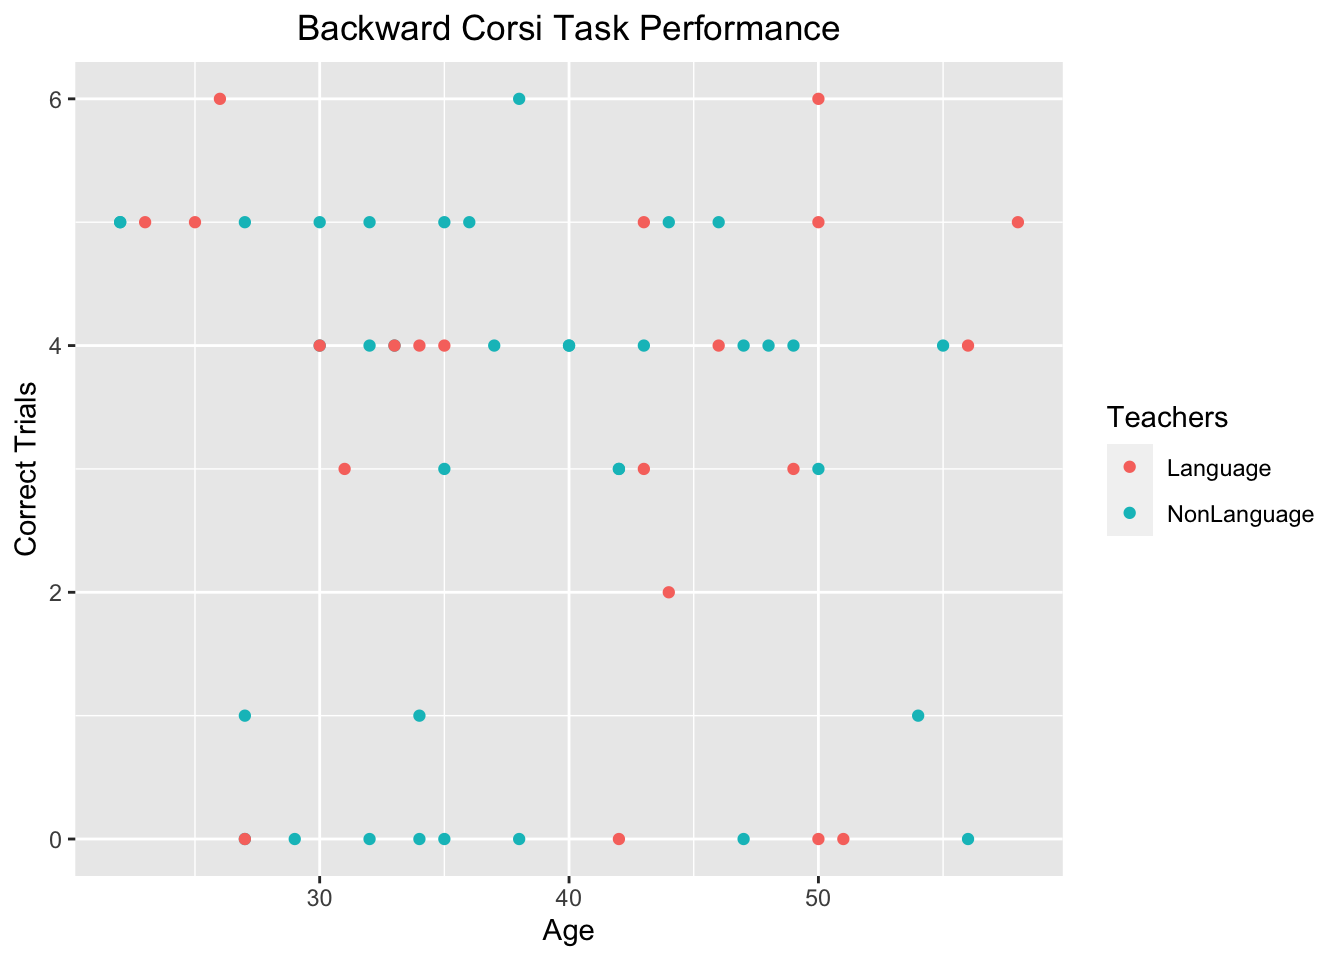 Backward Corsi Task Performance
6
4
2
0
Correct Trials
30 40 50
Age
Teachers
Language
NonLanguage